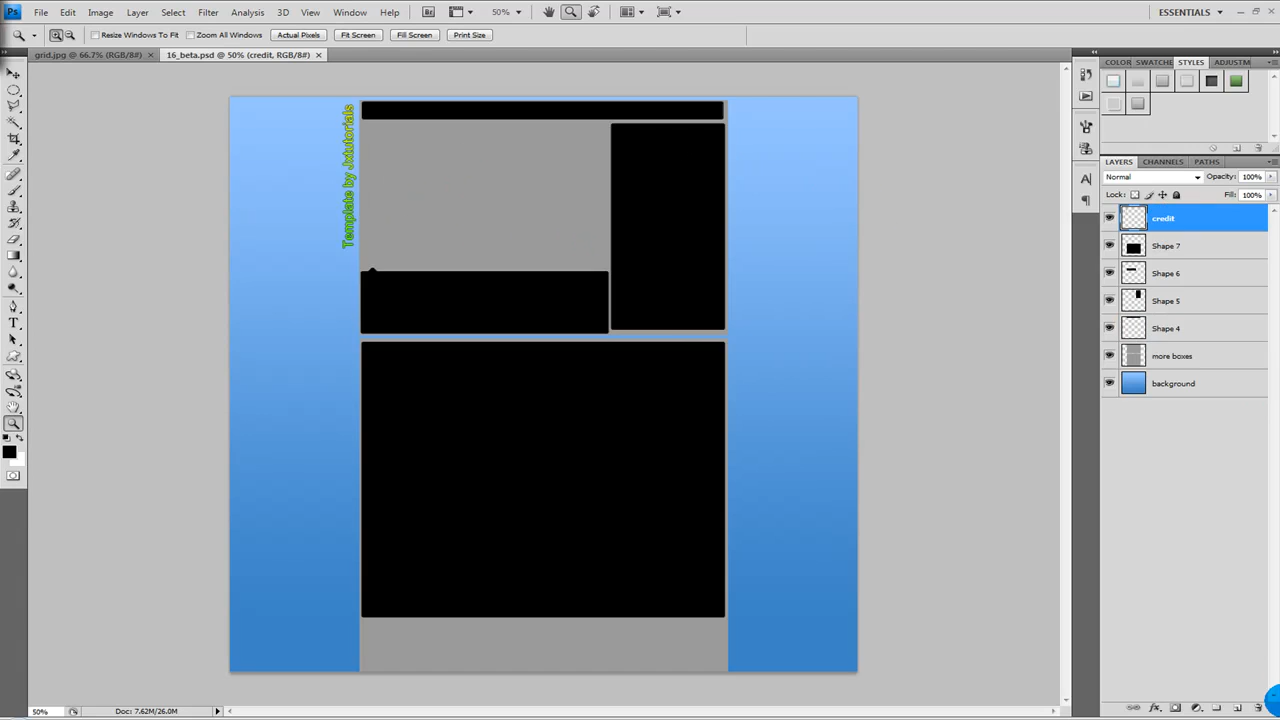 Ps File Edit Image Layer Select Filter Analysis 3D View Window Help Br 50% ESSENTIALS
Resize Windows To Fit Zoom All Windows Actual Pixels Fit Screen Fill Screen Print Size
grid.jpg @ 66.7% (RGB/8#) 16_beta.psd @ 50% (credit, RGB/8#)
COLOR SWATCHE STYLES ADJUSTM
Template by Jxtutorials
LAYERS CHANNELS PATHS
Normal Opacity: 100%
Lock: Fill: 100%
credit
Shape 7
Shape 6
Shape 5
Shape 4
more boxes
background
50% Doc: 7.62M/26.0M